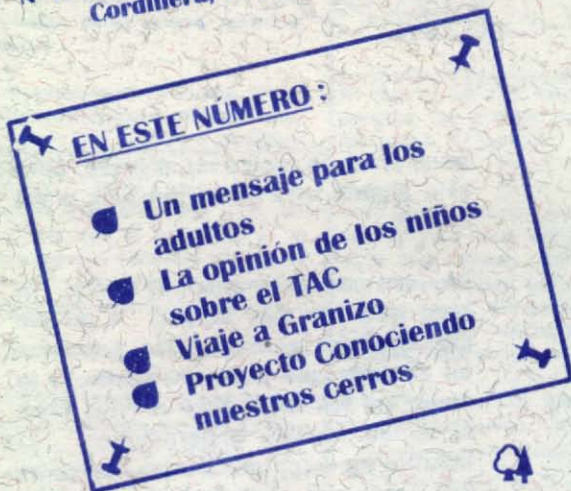 Cordillera,
EN ESTE NÚMERO :
Un mensaje para los
adultos
La opinión de los niños
sobre el TAC
Viaje a Granizo
Proyecto Conociendo
nuestros cerros